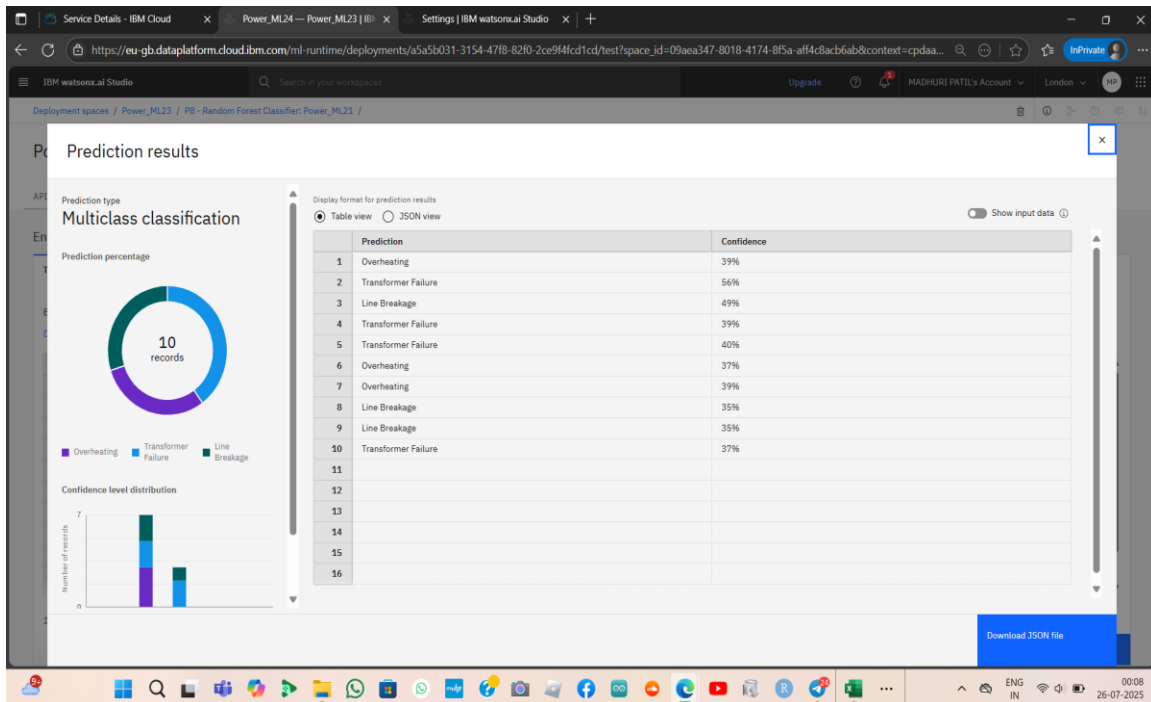 Service Details - IBM Cloud
Power_ML24 — Power_ML23 | IB
Settings | IBM watsonx.ai Studio
https://eu-gb.dataplatform.cloud.ibm.com/ml-runtime/deployments/a5a5b031-3154-47f8-82f0-2ce9f4fcd1cd/test?space_id=09aea347-8018-4174-8f5a-aff4c8acb6ab&context=cpdaa...
InPrivate
IBM watsonx.ai Studio
Search in your workspaces
Upgrade
1
MADHURI PATIL's Account
London
MP
Deployment spaces / Power_ML23 / P8 - Random Forest Classifier: Power_ML21 /
Prediction results
Prediction type
Multiclass classification
Prediction percentage
10
records
Overheating
Transformer Failure
Line Breakage
Confidence level distribution
Number of records
7
0
Display format for prediction results
Table view JSON view
Show input data
Prediction Confidence
1 Overheating 39%
2 Transformer Failure 56%
3 Line Breakage 49%
4 Transformer Failure 39%
5 Transformer Failure 40%
6 Overheating 37%
7 Overheating 39%
8 Line Breakage 35%
9 Line Breakage 35%
10 Transformer Failure 37%
11
12
13
14
15
16
Download JSON file
ENG
IN
00:08
26-07-2025